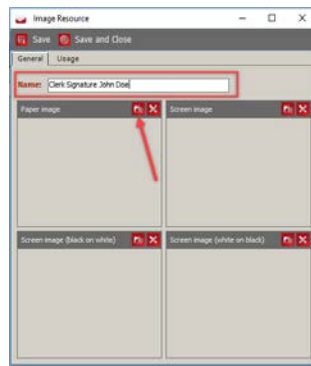 Image Resource
Save Save and Close
General Usage
Name: Clerk Signature John Doe
Paper image Screen image
Screen image (black on white) Screen image (white on black)